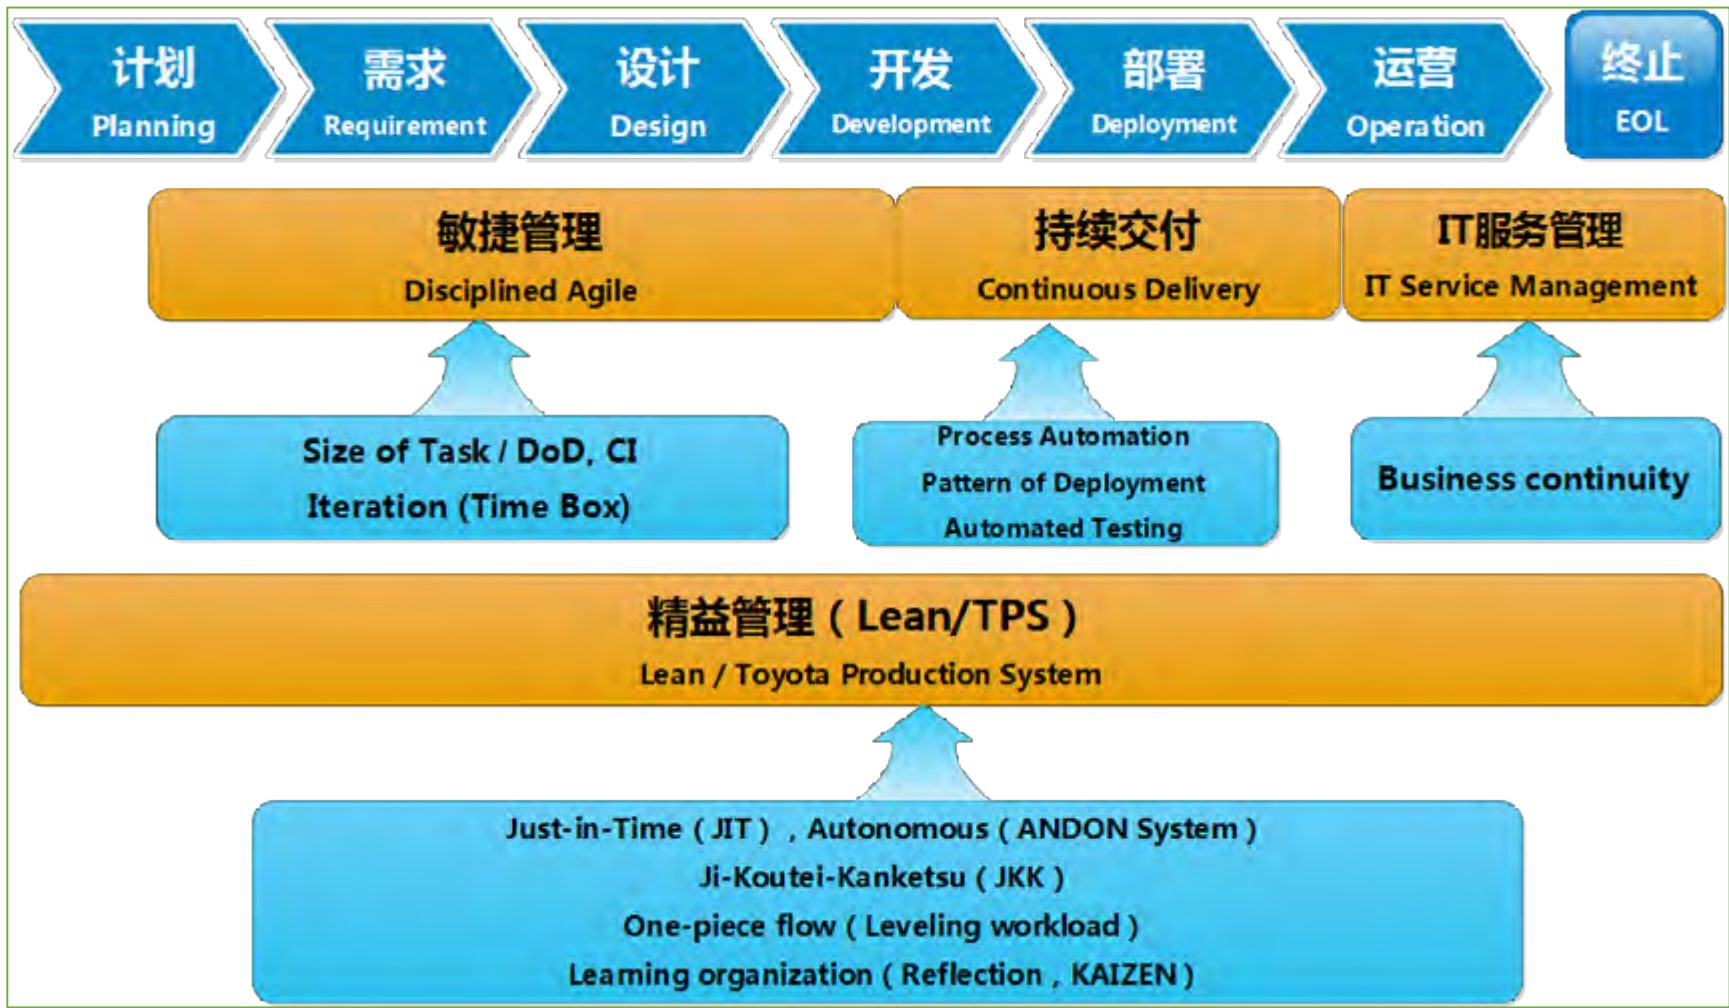 计划
Planning
需求
Requirement
设计
Design
开发
Development
部署
Deployment
运营
Operation
终止
EOL
敏捷管理
Disciplined Agile
持续交付
Continuous Delivery
IT服务管理
IT Service Management
Size of Task / DoD, CI
Iteration (Time Box)
Process Automation
Pattern of Deployment
Automated Testing
Business continuity
精益管理（Lean/TPS）
Lean / Toyota Production System
Just-in-Time（JIT）, Autonomous（ANDON System）
Ji-Koutei-Kanketsu（JKK）
One-piece flow（Leveling workload）
Learning organization（Reflection, KAIZEN）